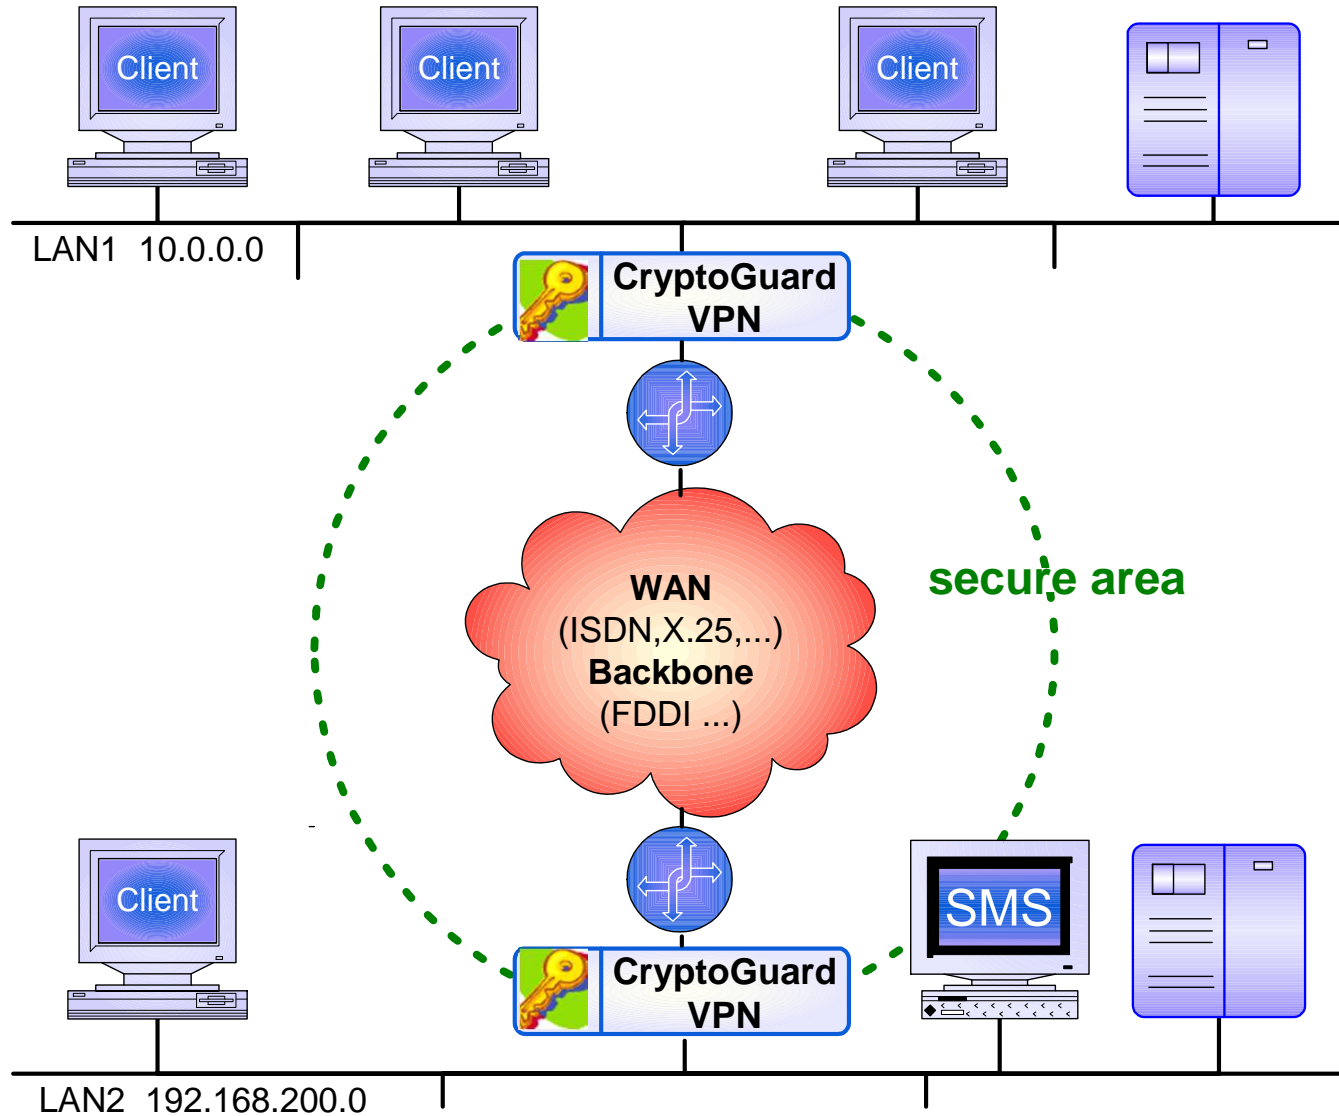 Client
Client
Client
LAN1 10.0.0.0
CryptoGuard
VPN
WAN
(ISDN,X.25,...)
Backbone
(FDDI ...)
secure area
Client
SMS
CryptoGuard
VPN
LAN2 192.168.200.0